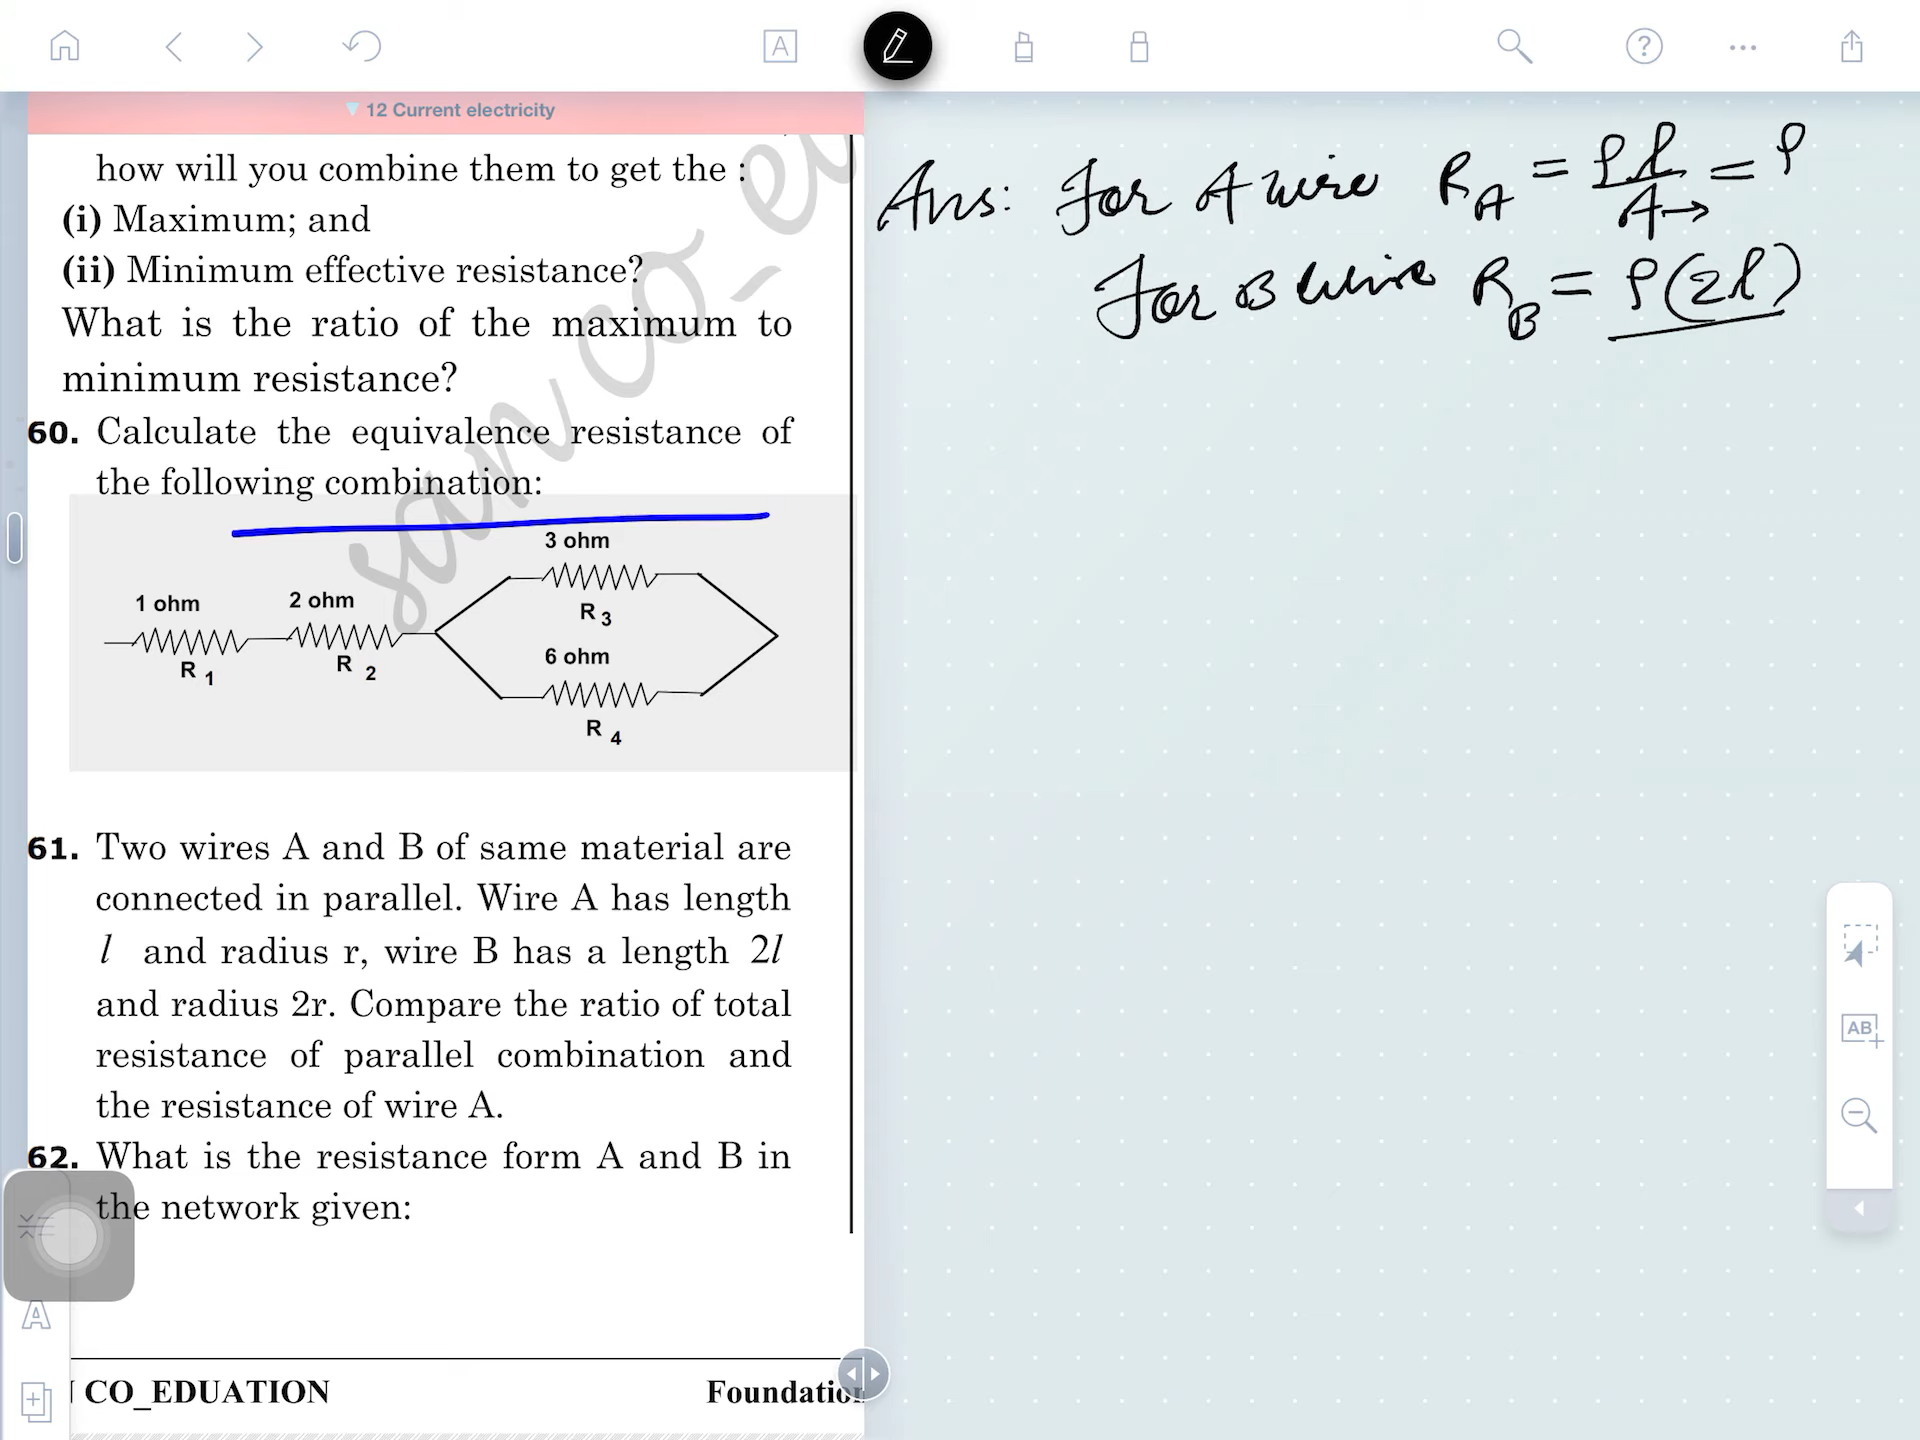 12 Current electricity
how will you combine them to get the :
(i) Maximum; and
(ii) Minimum effective resistance?
What is the ratio of the maximum to
minimum resistance?
60. Calculate the equivalence resistance of
the following combination:
3 ohm
1 ohm
2 ohm
R 3
R 1
R 2
6 ohm
R 4
61. Two wires A and B of same material are
connected in parallel. Wire A has length
l and radius r, wire B has a length 2l
and radius 2r. Compare the ratio of total
resistance of parallel combination and
the resistance of wire A.
62. What is the resistance form A and B in
the network given:
CO_EDUATION
Foundation
Ans: For A wire R_A = ρl/A→ = ρ
For B wire R_B = ρ(2l)
A
AB
A